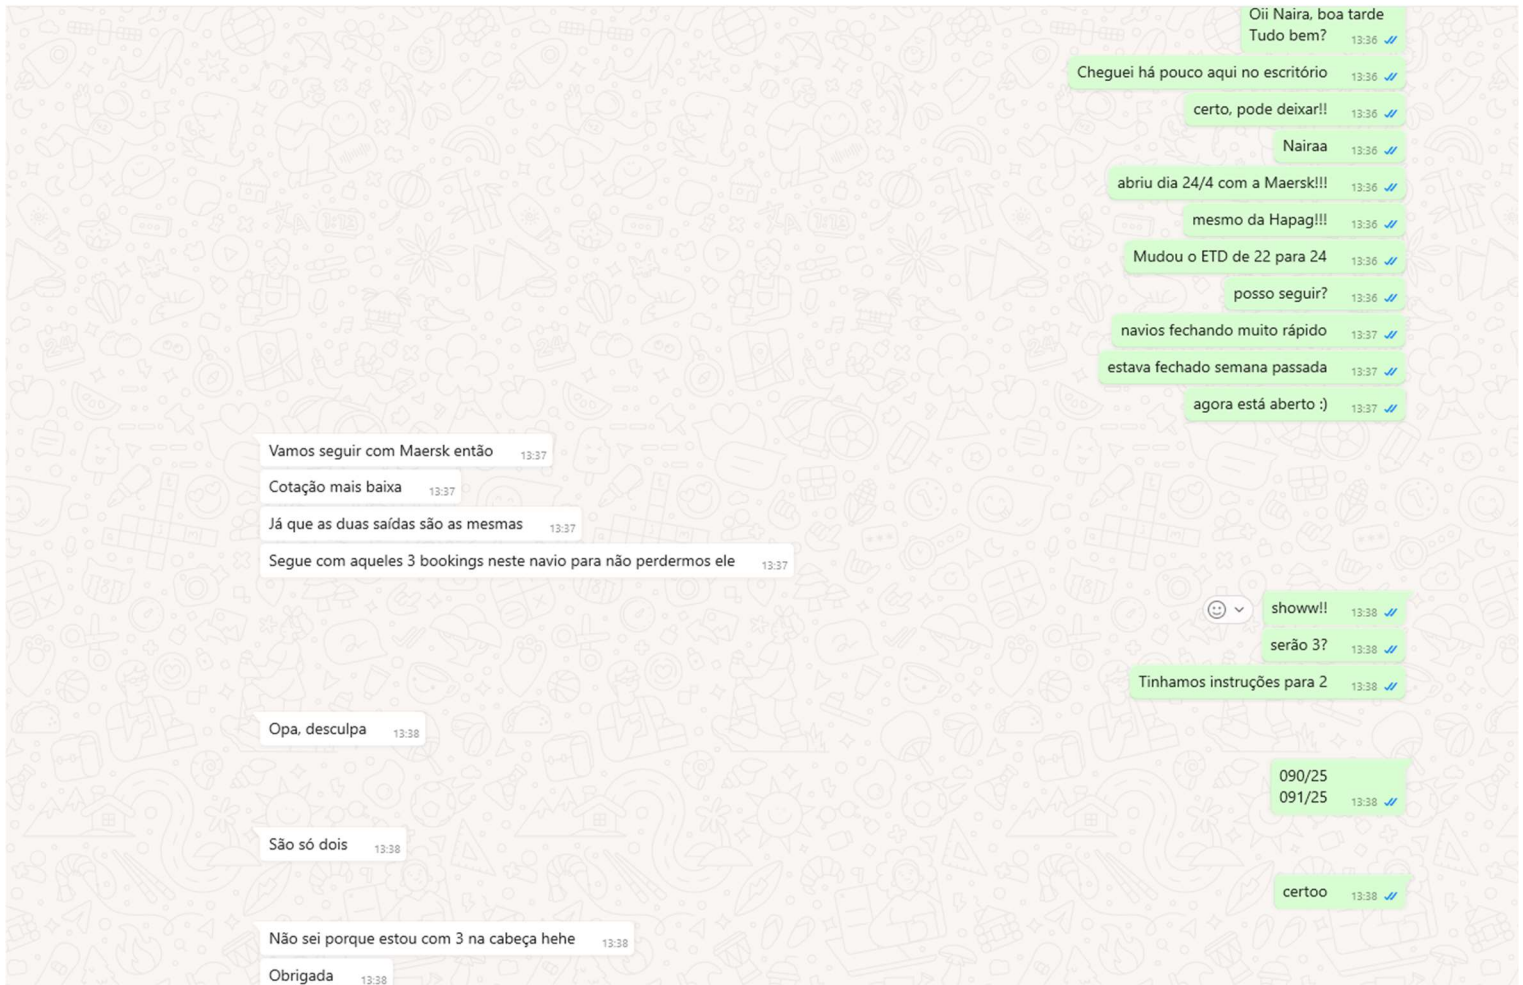 Oii Naira, boa tarde
Tudo bem? 13:36
Cheguei há pouco aqui no escritório 13:36
certo, pode deixar!! 13:36
Nairaa 13:36
abriu dia 24/4 com a Maersk!!! 13:36
mesmo da Hapag!!! 13:36
Mudou o ETD de 22 para 24 13:36
posso seguir? 13:36
navios fechando muito rápido 13:37
estava fechado semana passada 13:37
agora está aberto :) 13:37
Vamos seguir com Maersk então 13:37
Cotação mais baixa 13:37
Já que as duas saídas são as mesmas 13:37
Segue com aqueles 3 bookings neste navio para não perdermos ele 13:37
showw!! 13:38
serão 3? 13:38
Tinhamos instruções para 2 13:38
Opa, desculpa 13:38
090/25
091/25 13:38
São só dois 13:38
certoo 13:38
Não sei porque estou com 3 na cabeça hehe 13:38
Obrigada 13:38